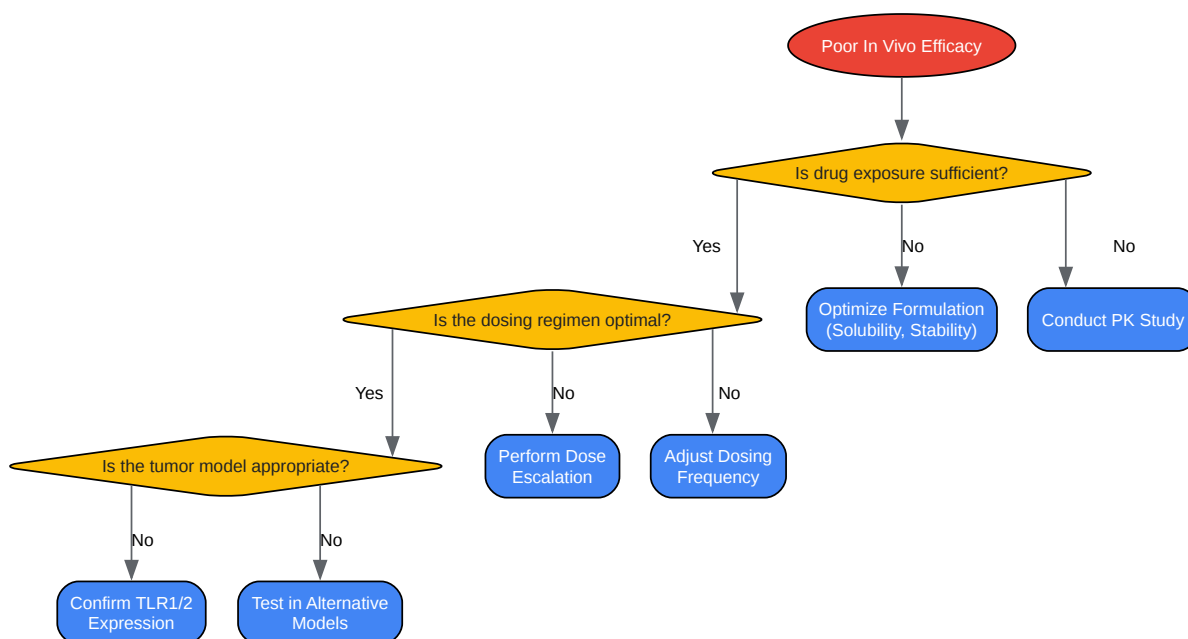 Poor In Vivo Efficacy
Is drug exposure sufficient?
Yes
No
No
Optimize Formulation
(Solubility, Stability)
Conduct PK Study
Is the dosing regimen optimal?
Yes
No
No
Perform Dose
Escalation
Adjust Dosing
Frequency
Is the tumor model appropriate?
No
No
Confirm TLR1/2
Expression
Test in Alternative
Models